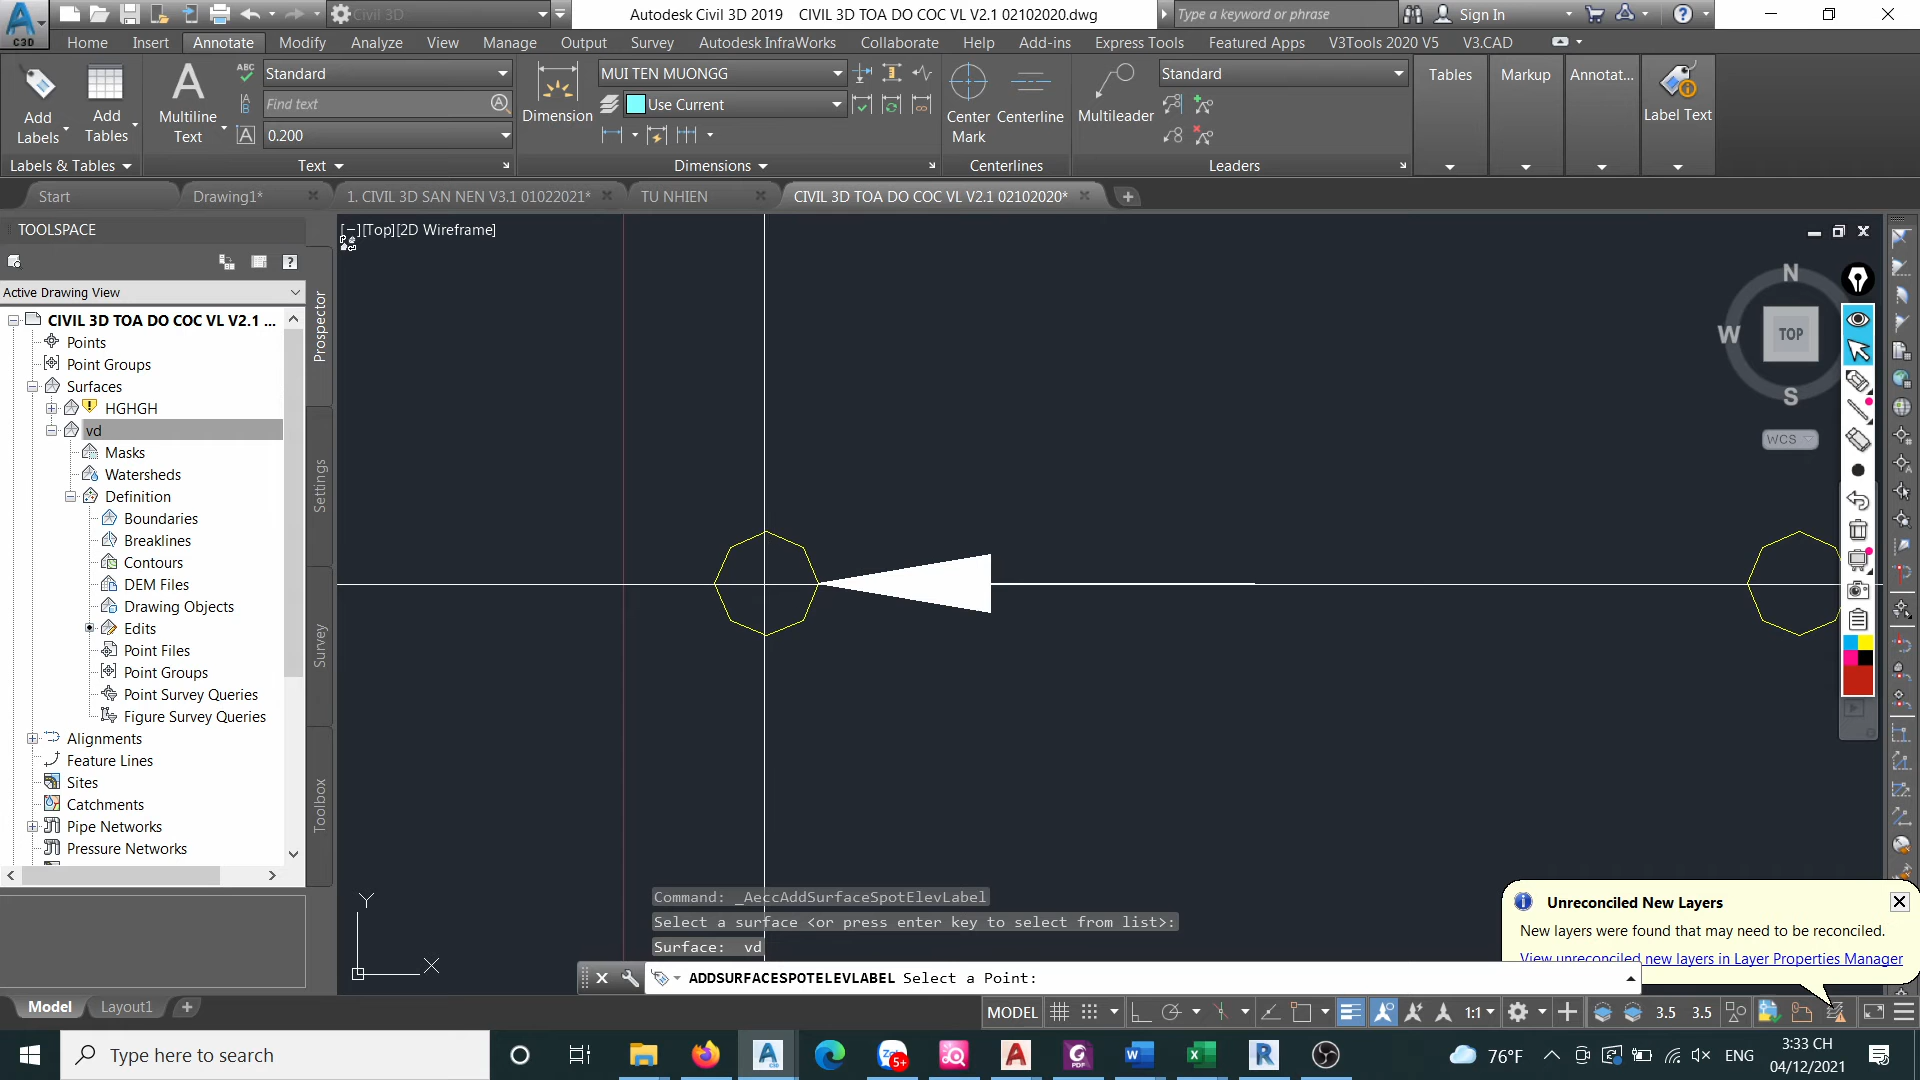 Civil 3D
Autodesk Civil 3D 2019 CIVIL 3D TOA DO COC VL V2.1 02102020.dwg
Type a keyword or phrase
Sign In
C3D
Home Insert Annotate Modify Analyze View Manage Output Survey Autodesk InfraWorks Collaborate Help Add-ins Express Tools Featured Apps V3Tools 2020 V5 V3.CAD
Add Labels
Add Tables
Labels & Tables
Multiline Text
ABC
Standard
Find text
0.200
Text
Dimension
MUI TEN MUONGG
Use Current
Dimensions
Center Mark
Centerline
Centerlines
Multileader
Standard
Leaders
Tables
Markup
Annotat...
Label Text
Start
Drawing1*
1. CIVIL 3D SAN NEN V3.1 01022021*
TU NHIEN
CIVIL 3D TOA DO COC VL V2.1 02102020*
TOOLSPACE
[−][Top][2D Wireframe]
Active Drawing View
CIVIL 3D TOA DO COC VL V2.1 ...
Points
Point Groups
Surfaces
HGHGH
vd
Masks
Watersheds
Definition
Boundaries
Breaklines
Contours
DEM Files
Drawing Objects
Edits
Point Files
Point Groups
Point Survey Queries
Figure Survey Queries
Alignments
Feature Lines
Sites
Catchments
Pipe Networks
Pressure Networks
Prospector
Settings
Survey
Toolbox
N
W
TOP
S
WCS
Y
X
Command: _AeccAddSurfaceSpotElevLabel
Select a surface <or press enter key to select from list>:
Surface: vd
ADDSURFACESPOTELEVLABEL Select a Point:
Unreconciled New Layers
New layers were found that may need to be reconciled.
View unreconciled new layers in Layer Properties Manager
Model
Layout1
MODEL
1:1
3.5
3.5
Type here to search
5+
76°F
ENG
3:33 CH
04/12/2021